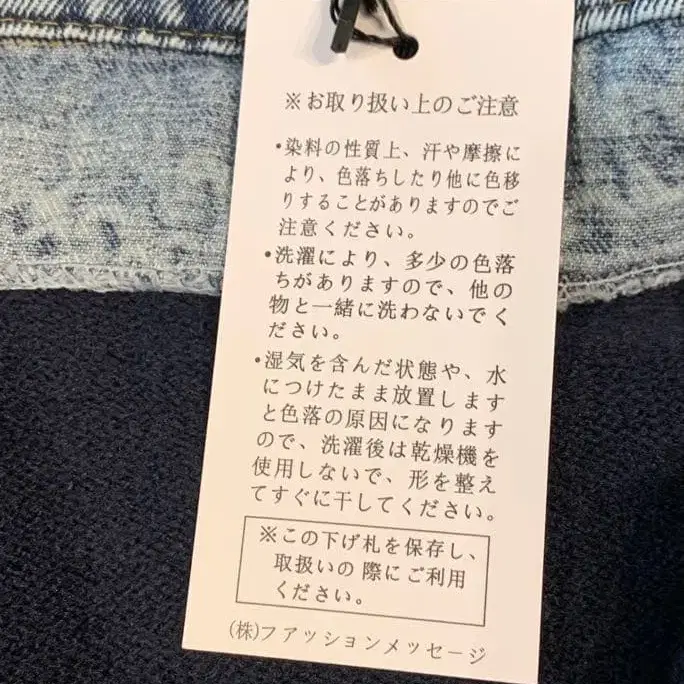 ※お取り扱い上のご注意
•染料の性質上、汗や摩擦に
より、色落ちしたり他に色移
りすることがありますのでご
注意ください。
•洗濯により、多少の色落
ちがありますので、他の
物と一緒に洗わないでく
ださい。
•湿気を含んだ状態や、水
につけたまま放置します
と色落の原因になります
ので、洗濯後は乾燥機を
使用しないで、形を整え
てすぐに干してください。
※この下げ札を保存し、
取扱いの 際にご利用
ください。
(株)フアッションメッセージ